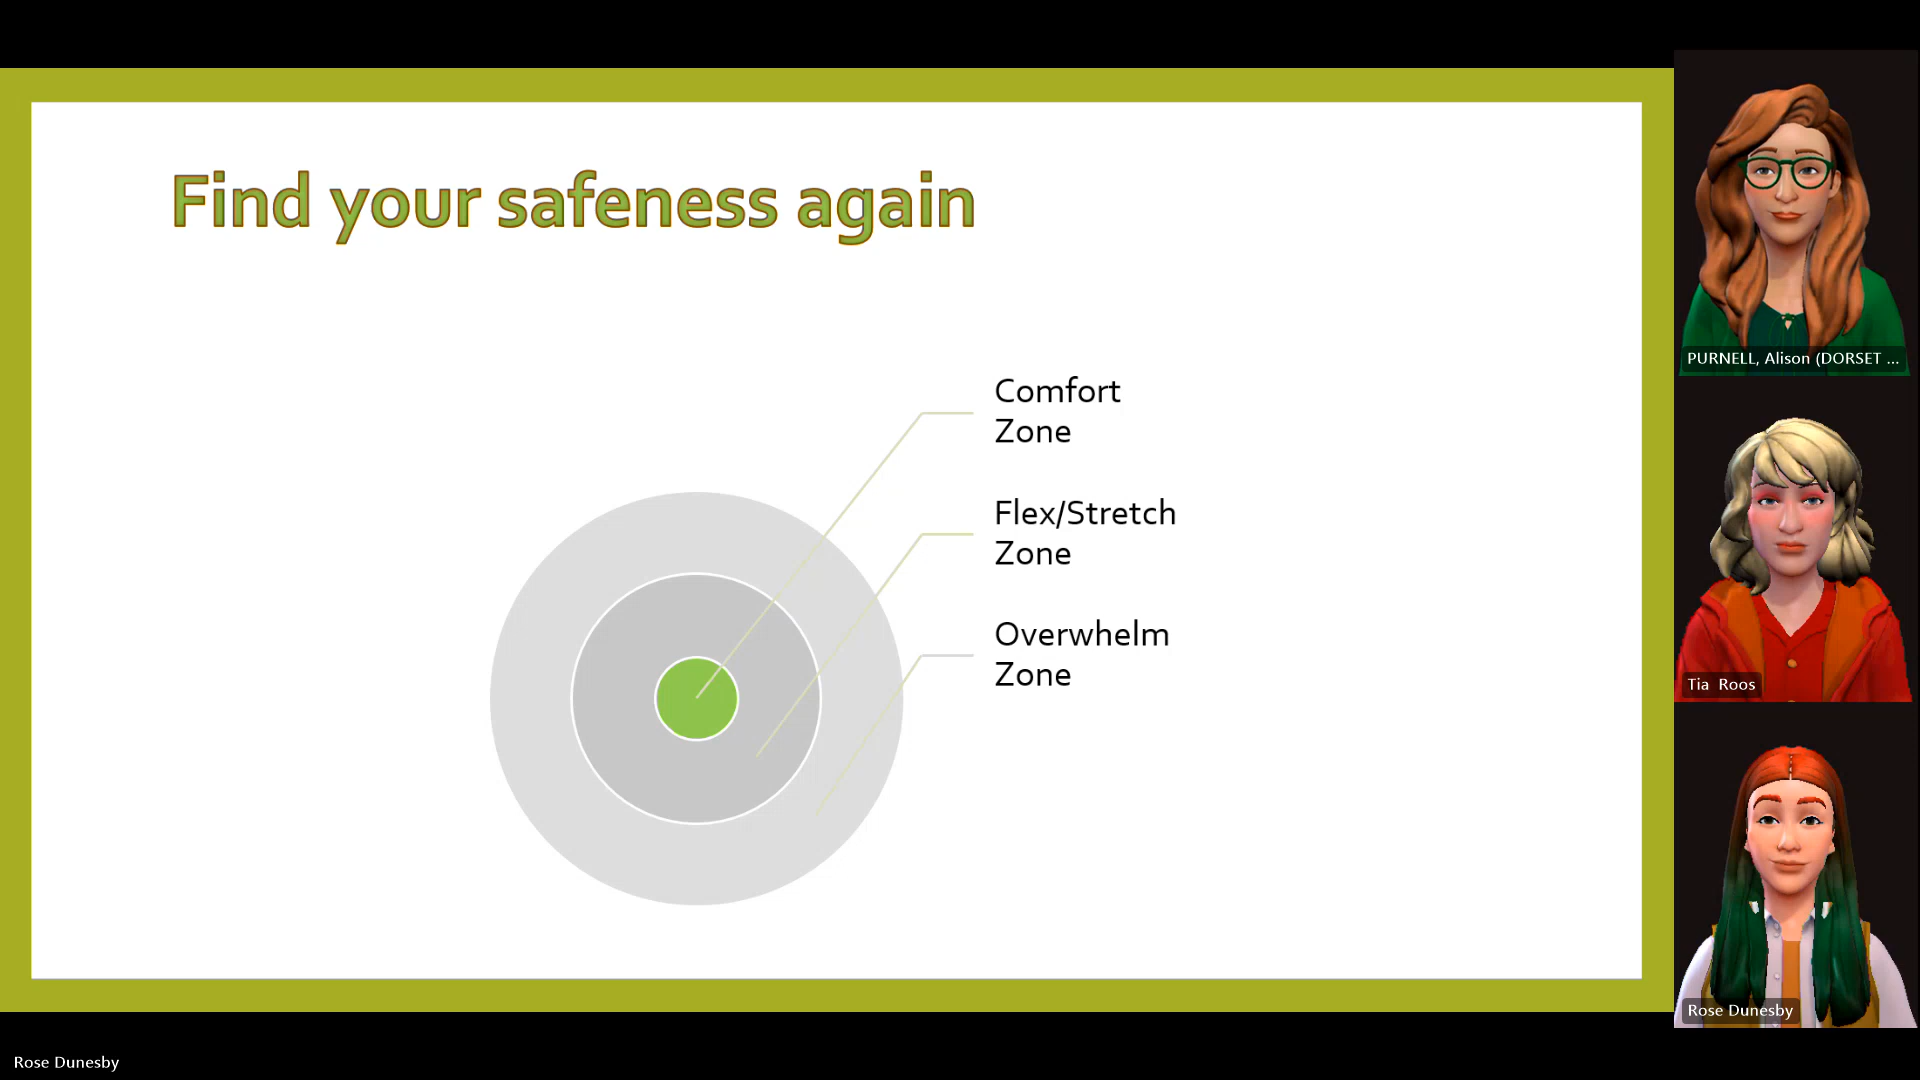 Find your safeness again
Comfort
Zone
Flex/Stretch
Zone
Overwhelm
Zone
PURNELL, Alison (DORSET ...
Tia Roos
Rose Dunesby
Rose Dunesby